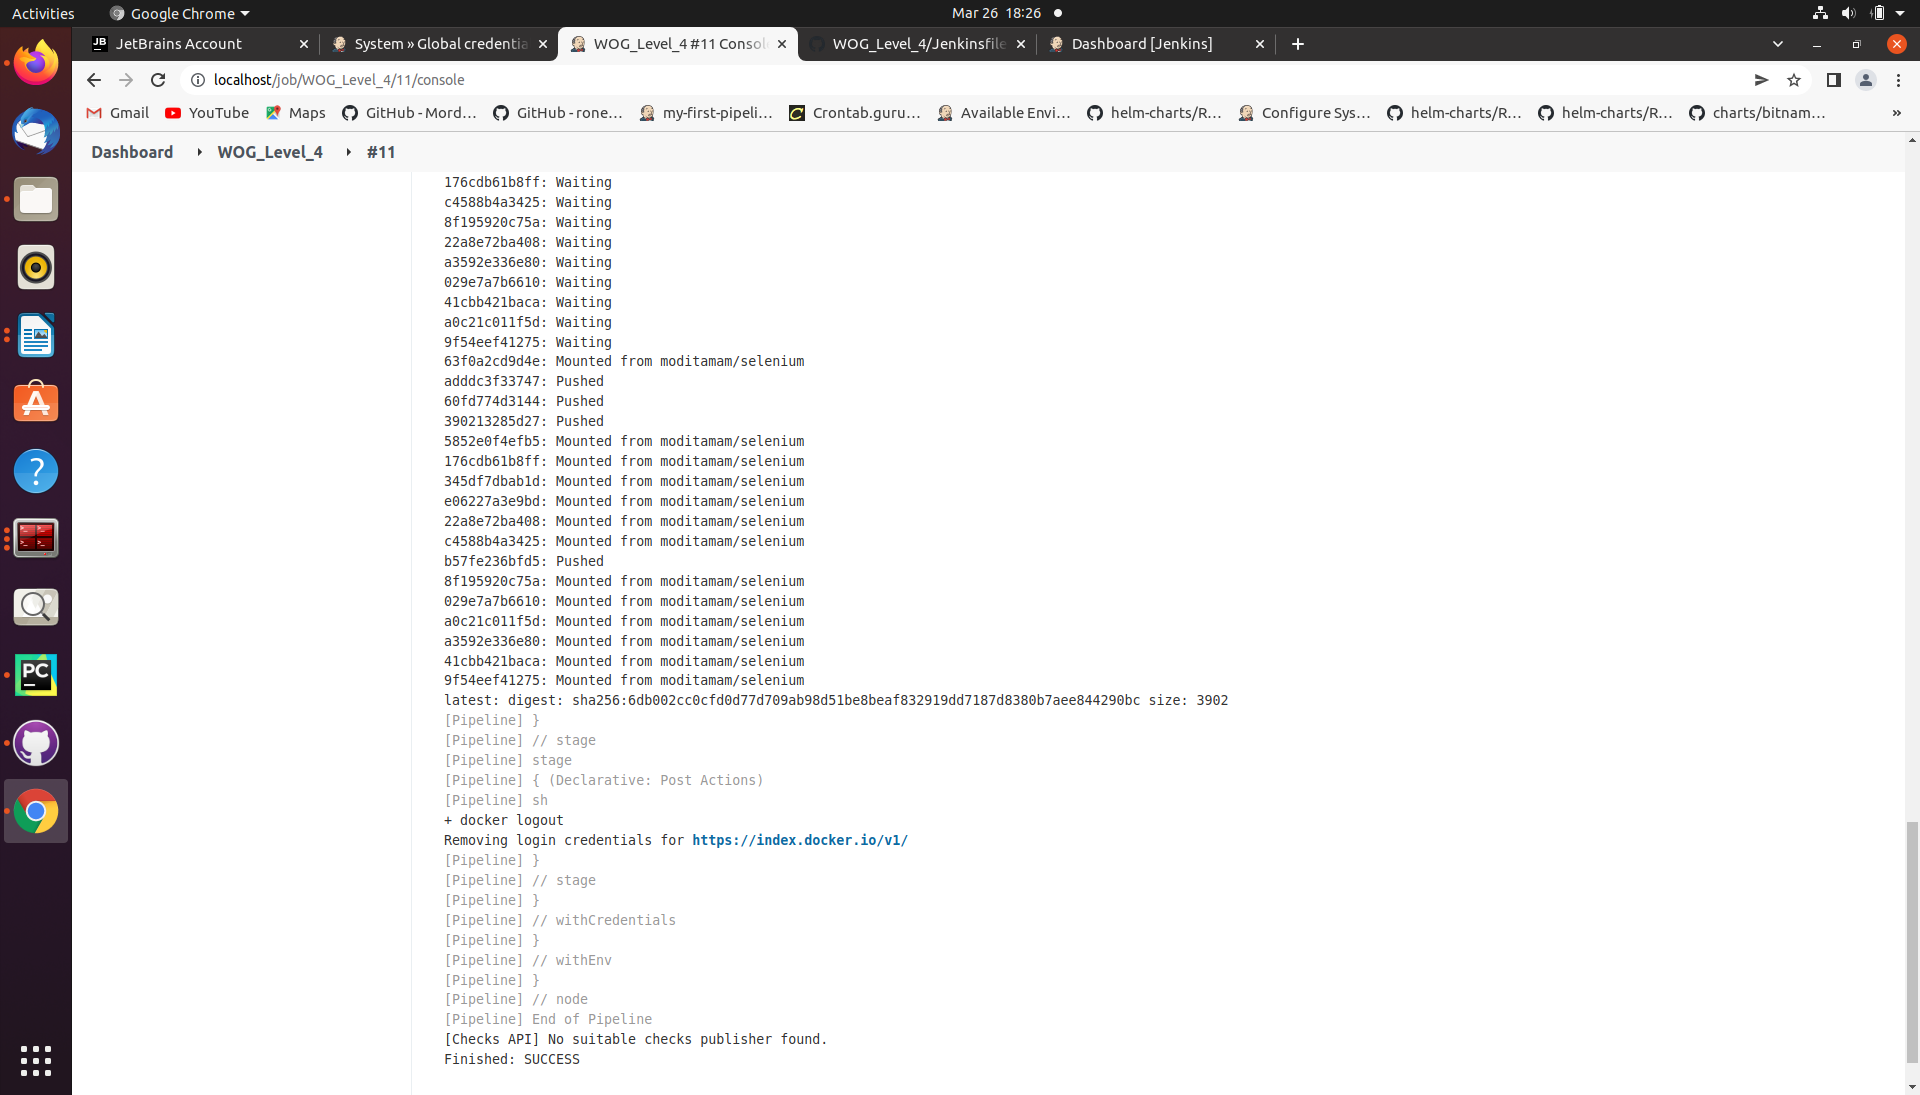 Activities
Google Chrome
Mar 26 18:26
JetBrains Account
System » Global credentia
WOG_Level_4 #11 Consol
WOG_Level_4/Jenkinsfile
Dashboard [Jenkins]
localhost/job/WOG_Level_4/11/console
Gmail
YouTube
Maps
GitHub - Mord...
GitHub - rone...
my-first-pipeli...
Crontab.guru...
Available Envi...
helm-charts/R...
Configure Sys...
helm-charts/R...
helm-charts/R...
charts/bitnam...
»
Dashboard
WOG_Level_4
#11
176cdb61b8ff: Waiting
c4588b4a3425: Waiting
8f195920c75a: Waiting
22a8e72ba408: Waiting
a3592e336e80: Waiting
029e7a7b6610: Waiting
41cbb421baca: Waiting
a0c21c011f5d: Waiting
9f54eef41275: Waiting
63f0a2cd9d4e: Mounted from moditamam/selenium
adddc3f33747: Pushed
60fd774d3144: Pushed
390213285d27: Pushed
5852e0f4efb5: Mounted from moditamam/selenium
176cdb61b8ff: Mounted from moditamam/selenium
345df7dbab1d: Mounted from moditamam/selenium
e06227a3e9bd: Mounted from moditamam/selenium
22a8e72ba408: Mounted from moditamam/selenium
c4588b4a3425: Mounted from moditamam/selenium
b57fe236bfd5: Pushed
8f195920c75a: Mounted from moditamam/selenium
029e7a7b6610: Mounted from moditamam/selenium
a0c21c011f5d: Mounted from moditamam/selenium
a3592e336e80: Mounted from moditamam/selenium
41cbb421baca: Mounted from moditamam/selenium
9f54eef41275: Mounted from moditamam/selenium
latest: digest: sha256:6db002cc0cfd0d77d709ab98d51be8beaf832919dd7187d8380b7aee844290bc size: 3902
[Pipeline] }
[Pipeline] // stage
[Pipeline] stage
[Pipeline] { (Declarative: Post Actions)
[Pipeline] sh
+ docker logout
Removing login credentials for https://index.docker.io/v1/
[Pipeline] }
[Pipeline] // stage
[Pipeline] }
[Pipeline] // withCredentials
[Pipeline] }
[Pipeline] // withEnv
[Pipeline] }
[Pipeline] // node
[Pipeline] End of Pipeline
[Checks API] No suitable checks publisher found.
Finished: SUCCESS